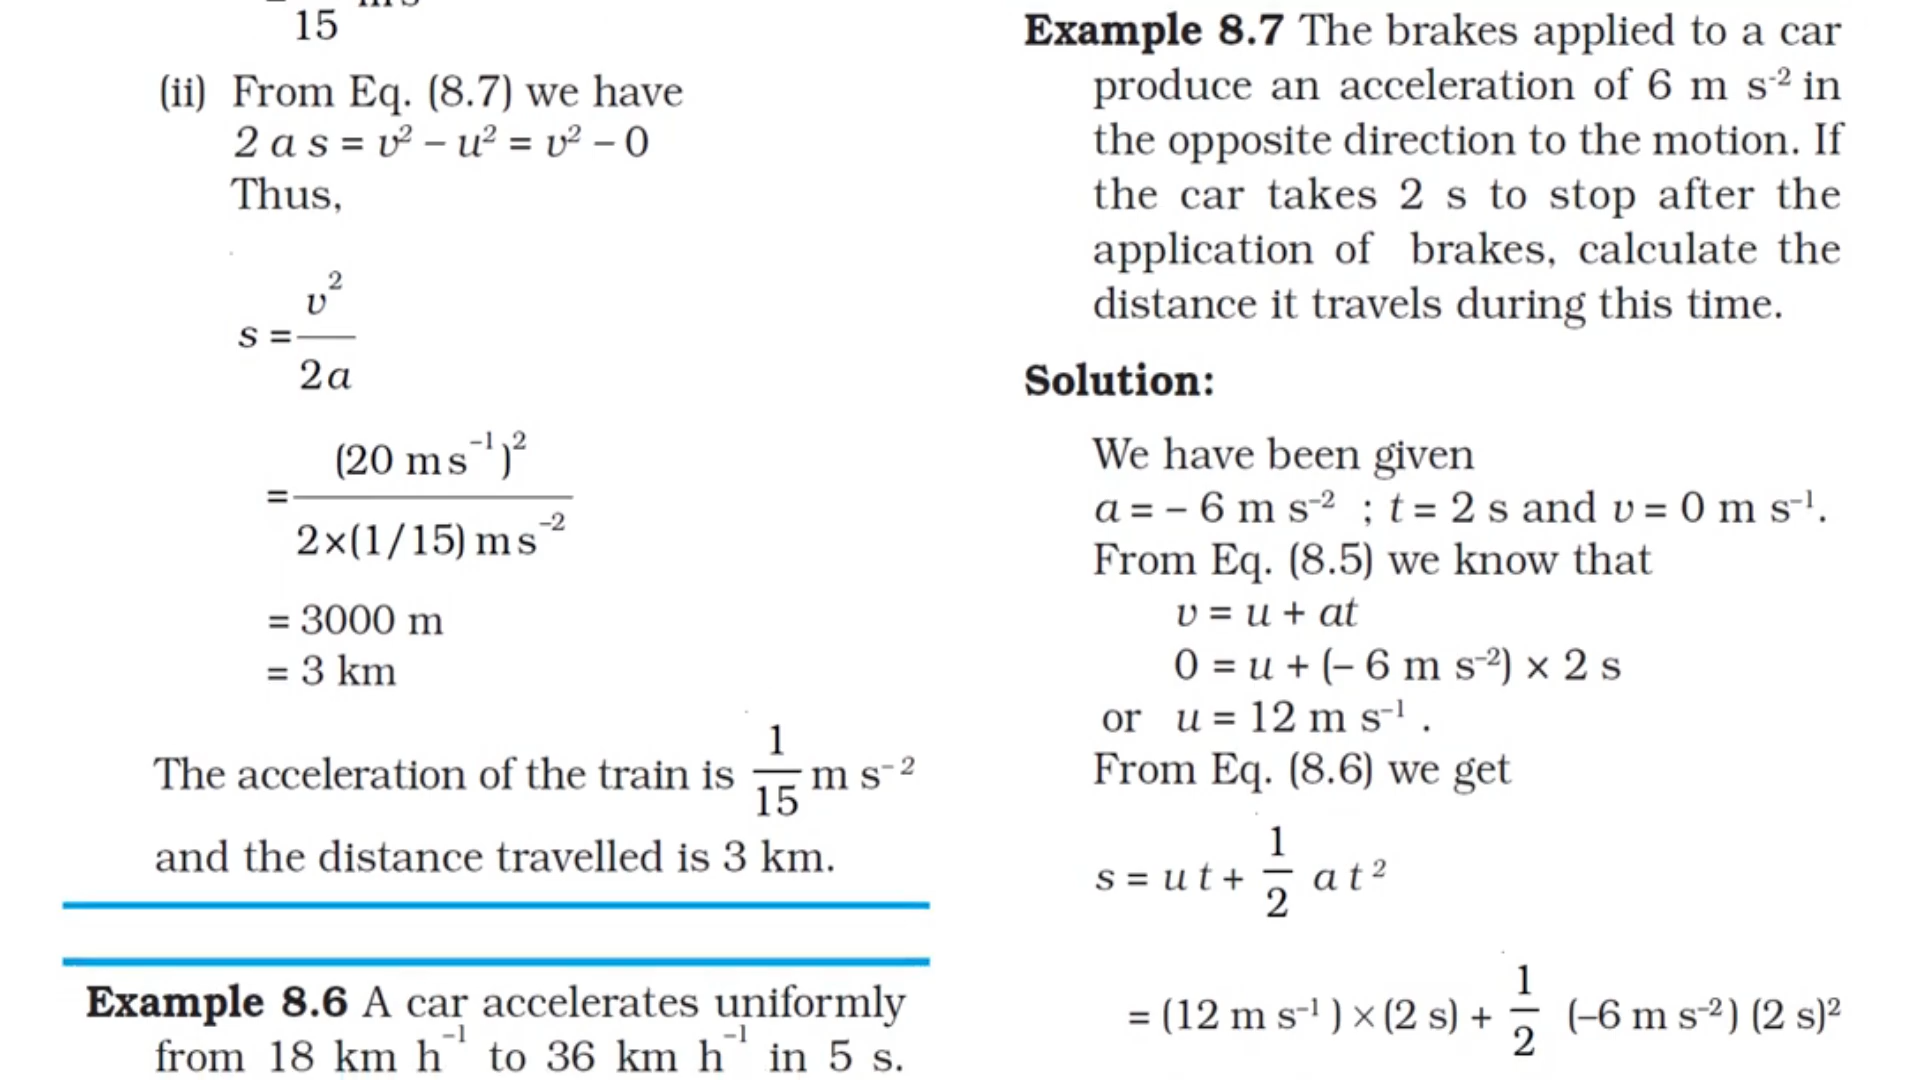 15
(ii) From Eq. (8.7) we have
2 a s = v² – u² = v² – 0
Thus,
s = v² / 2a
= (20 m s⁻¹)² / 2×(1/15) m s⁻²
= 3000 m
= 3 km
The acceleration of the train is 1/15 m s⁻²
and the distance travelled is 3 km.
Example 8.6 A car accelerates uniformly
from 18 km h⁻¹ to 36 km h⁻¹ in 5 s.
Example 8.7 The brakes applied to a car
produce an acceleration of 6 m s⁻² in
the opposite direction to the motion. If
the car takes 2 s to stop after the
application of brakes, calculate the
distance it travels during this time.
Solution:
We have been given
a = – 6 m s⁻² ; t = 2 s and v = 0 m s⁻¹.
From Eq. (8.5) we know that
v = u + at
0 = u + (– 6 m s⁻²) × 2 s
or u = 12 m s⁻¹ .
From Eq. (8.6) we get
s = u t + 1/2 a t²
= (12 m s⁻¹ ) × (2 s) + 1/2 (–6 m s⁻²) (2 s)²